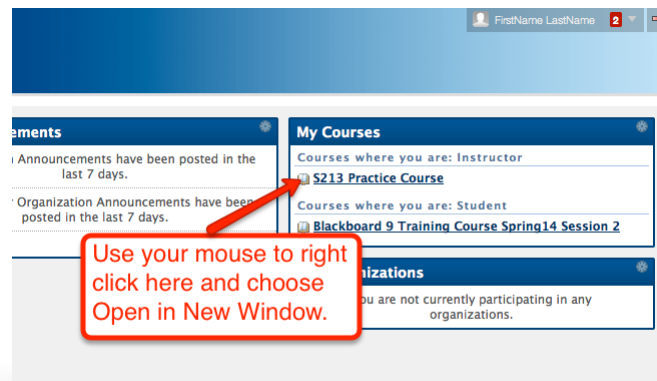 FirstName LastName 2
ements
Announcements have been posted in the
last 7 days.
Organization Announcements have been
posted in the last 7 days.
My Courses
Courses where you are: Instructor
S213 Practice Course
Courses where you are: Student
Blackboard 9 Training Course Spring14 Session 2
Use your mouse to right
click here and choose
Open in New Window.
nizations
ou are not currently participating in any
organizations.